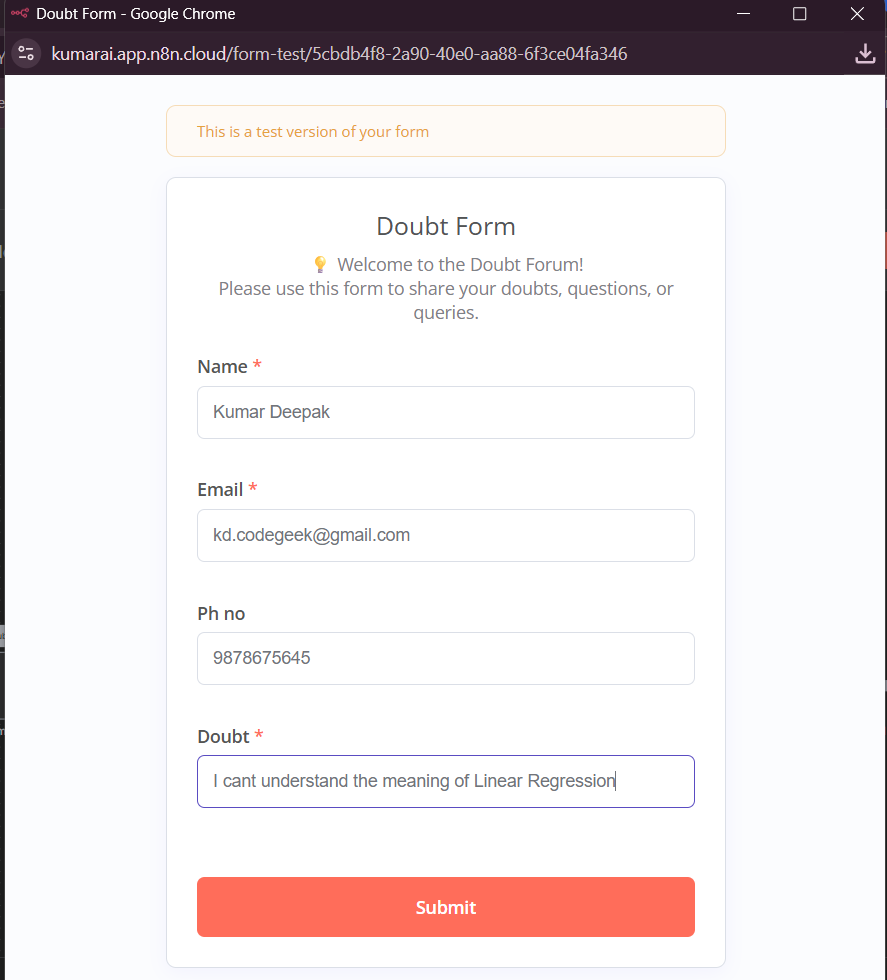 Doubt Form - Google Chrome
kumarai.app.n8n.cloud/form-test/5cbdb4f8-2a90-40e0-aa88-6f3ce04fa346
This is a test version of your form
Doubt Form
💡 Welcome to the Doubt Forum!
Please use this form to share your doubts, questions, or
queries.
Name *
Kumar Deepak
Email *
kd.codegeek@gmail.com
Ph no
9878675645
Doubt *
I cant understand the meaning of Linear Regression
Submit